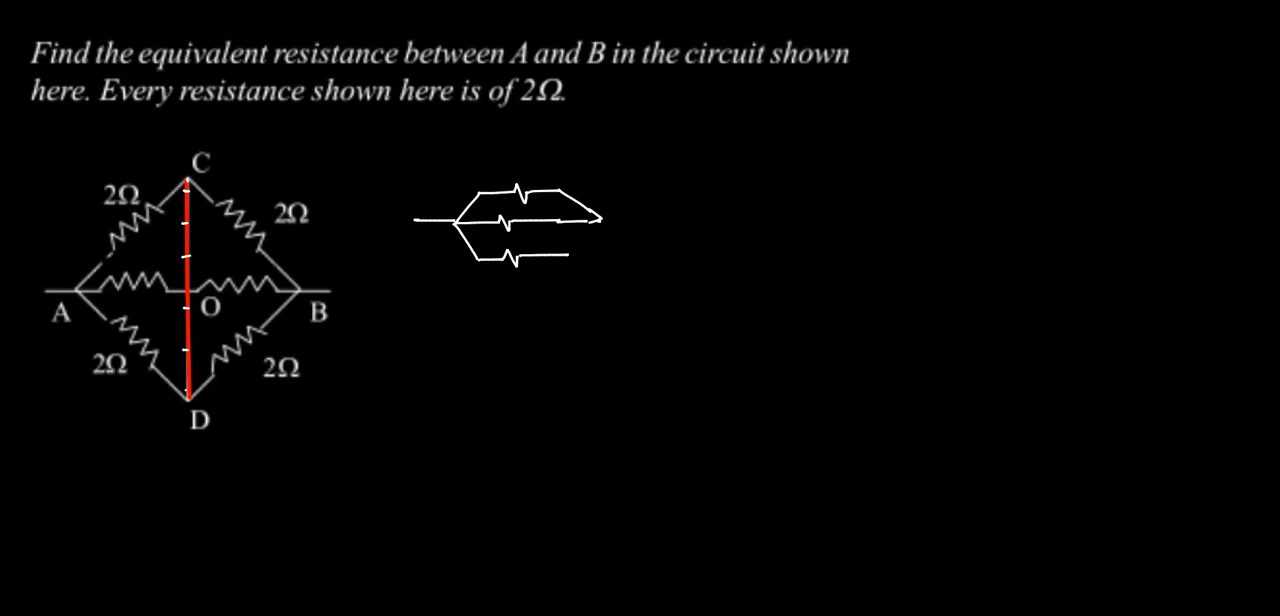 Find the equivalent resistance between A and B in the circuit shown
here. Every resistance shown here is of 2Ω.
C
2Ω
2Ω
A
O
B
2Ω
2Ω
D